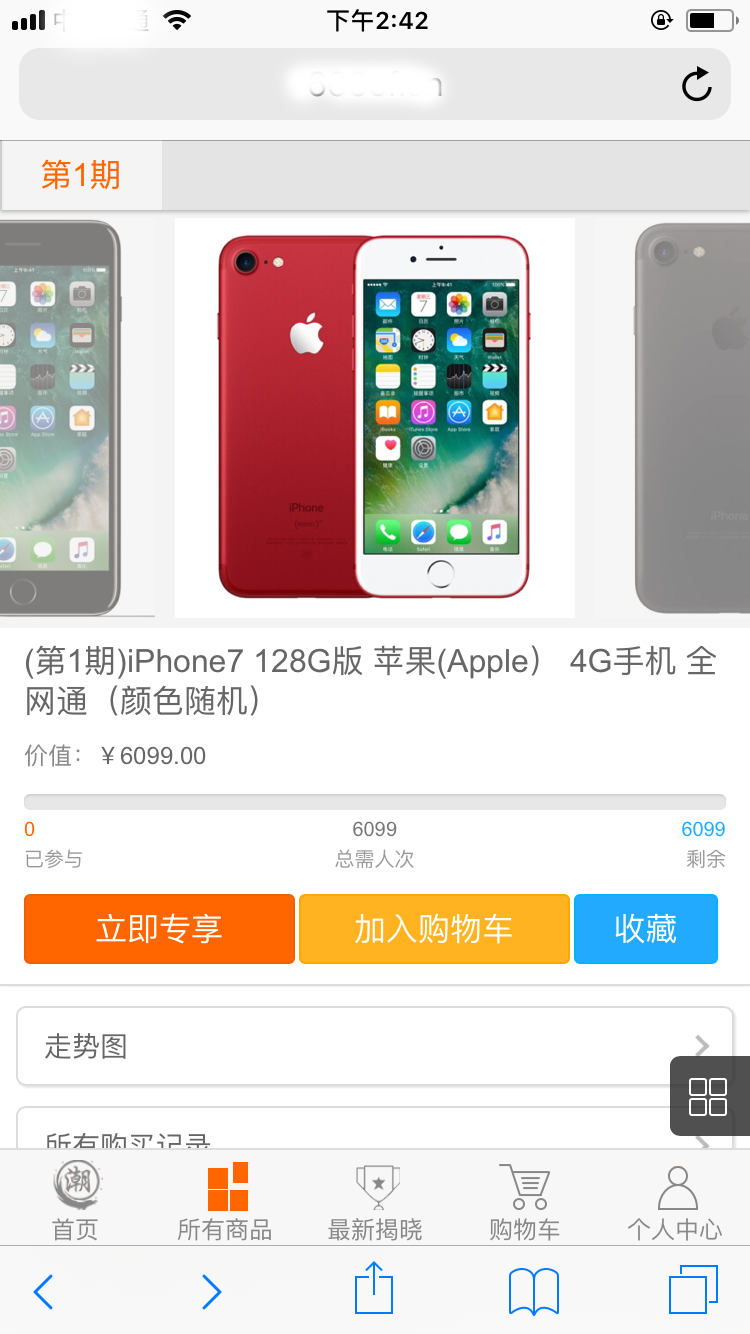 下午2:42
第1期
iPhone
(第1期)iPhone7 128G版 苹果(Apple） 4G手机 全
网通（颜色随机）
价值：￥6099.00
0 6099 6099
已参与 总需人次 剩余
立即专享 加入购物车 收藏
走势图
所有购买记录
潮
首页 所有商品 最新揭晓 购物车 个人中心